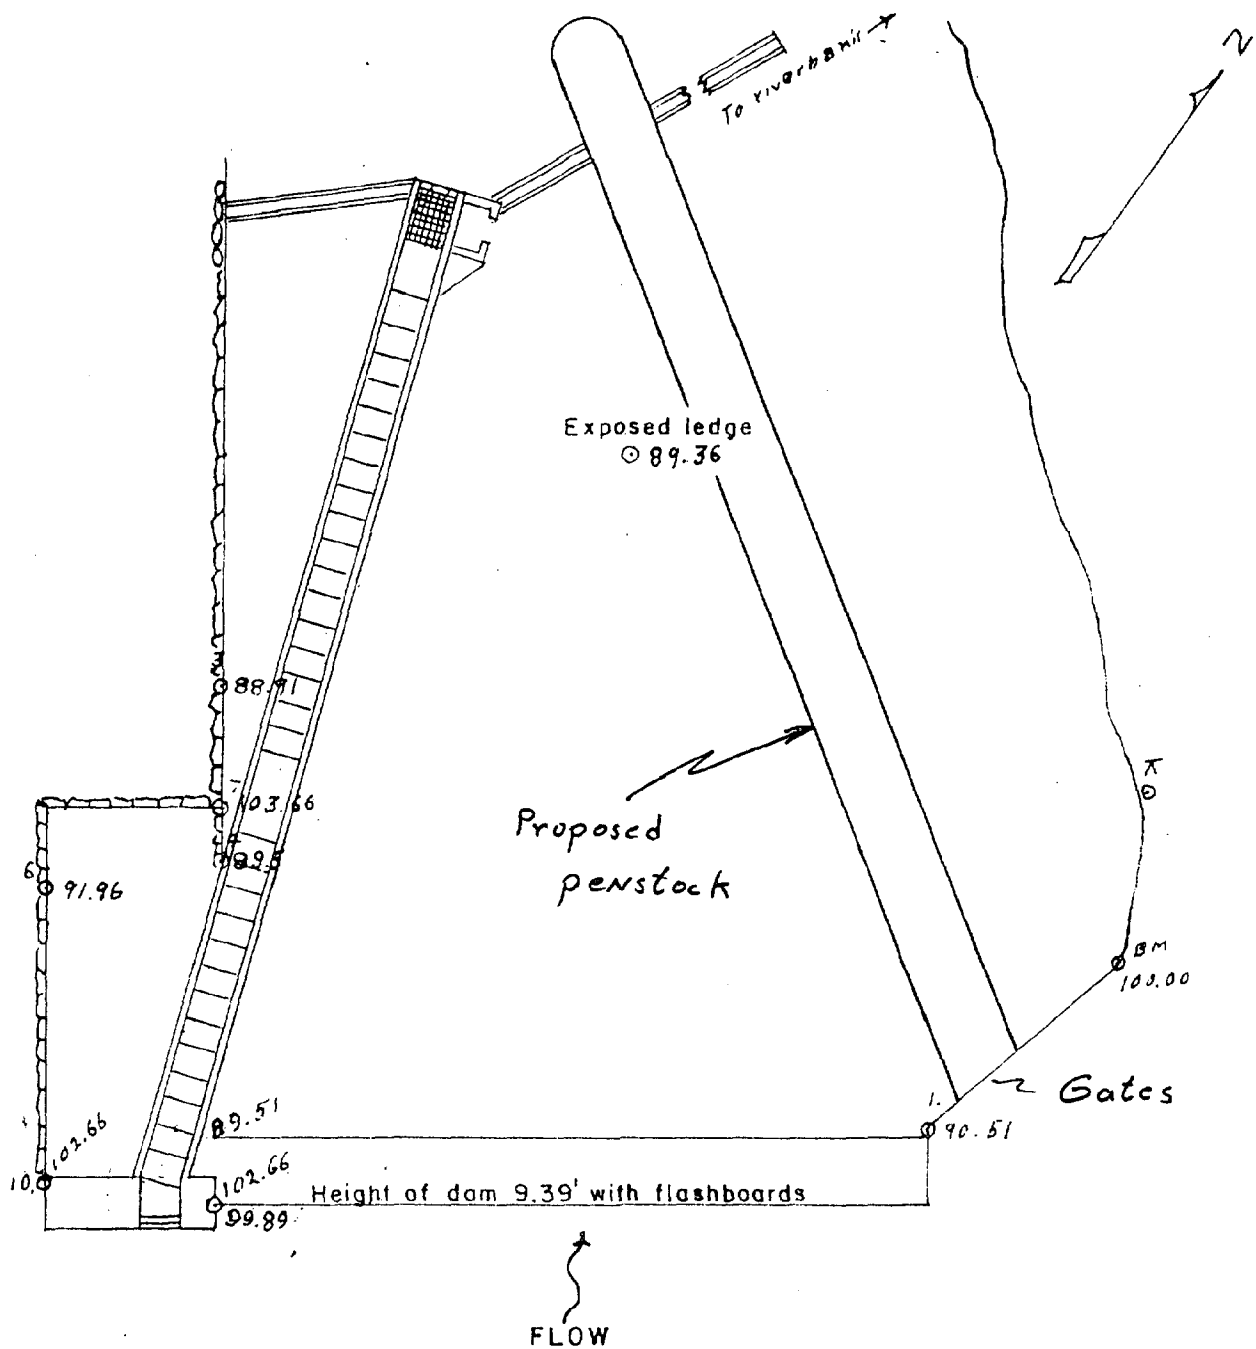 N
To riverbank
Exposed ledge
89.36
88.91
103.66
π
Proposed
penstock
6
91.96
BM
100.00
Gates
1.
90.51
89.51
102.66
10.
102.66
Height of dam 9.39' with flashboards
99.89
FLOW